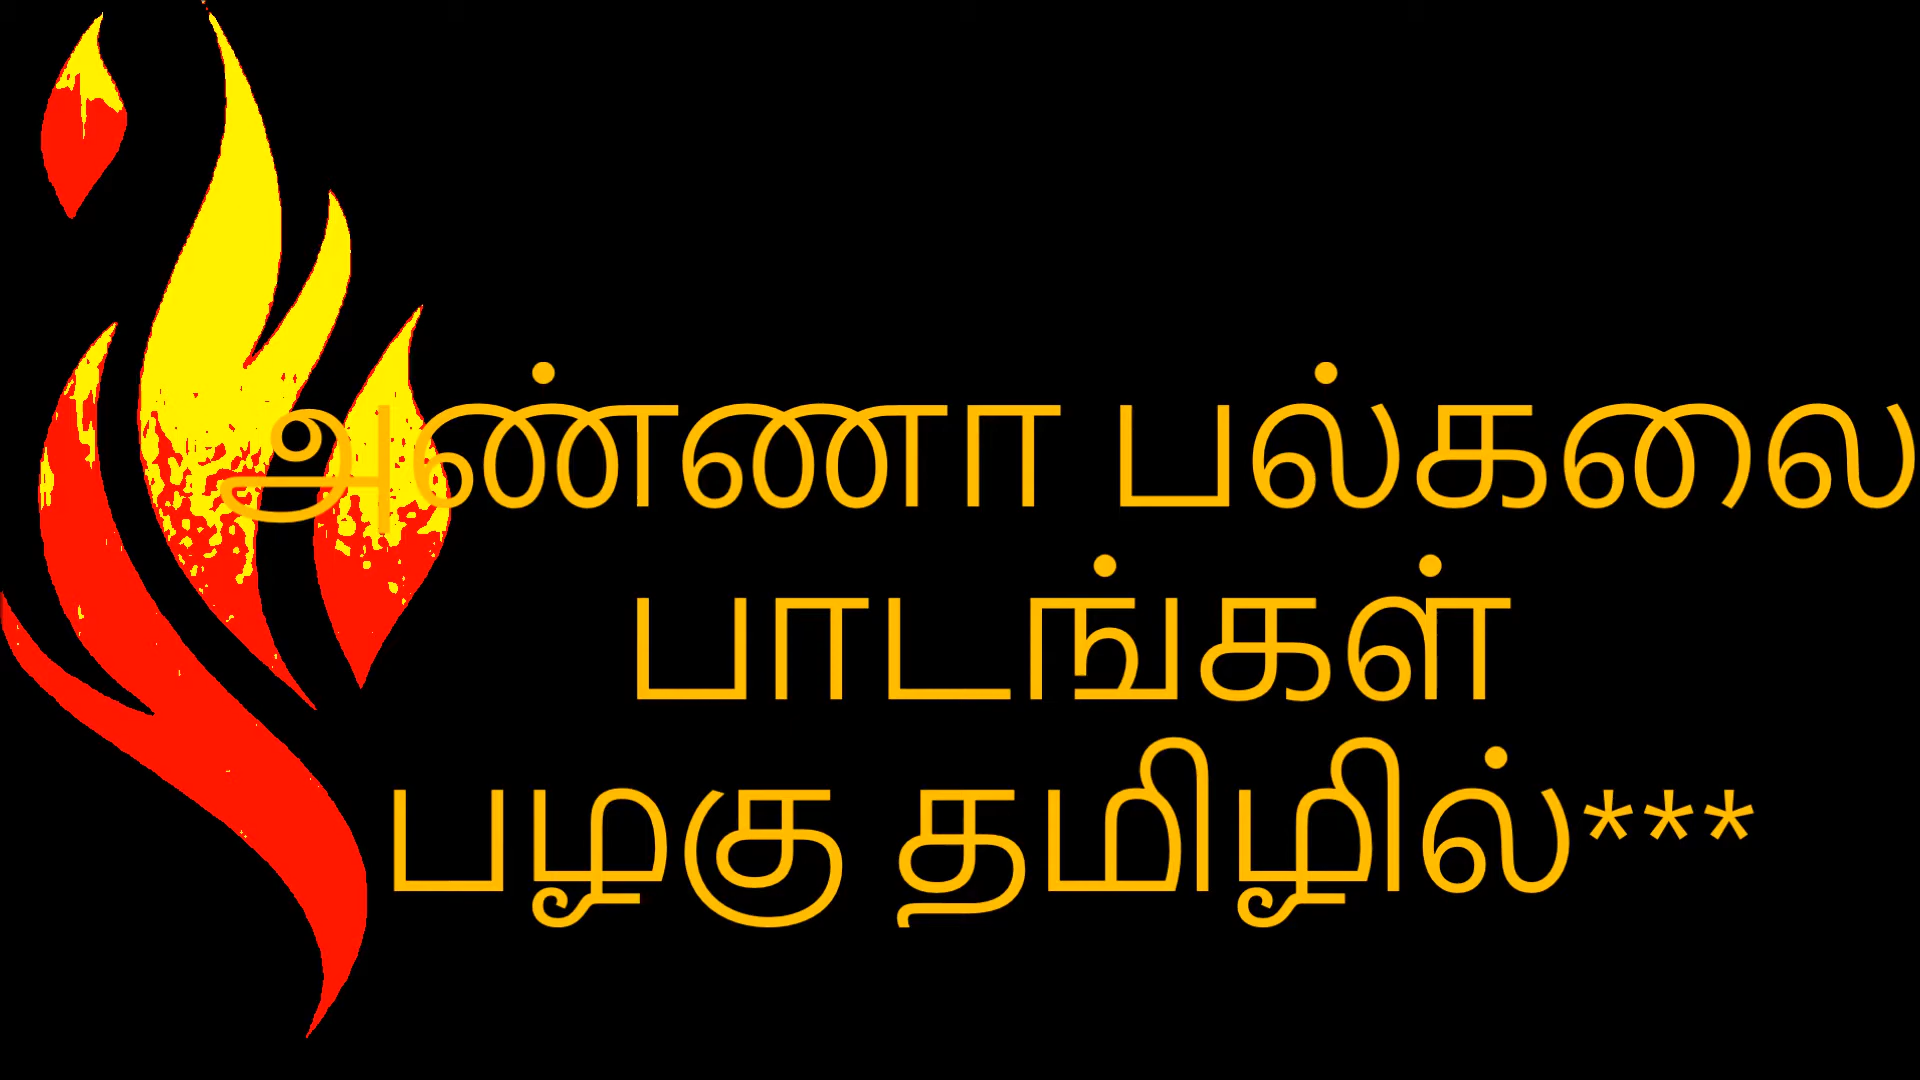 அண்ணா பல்கலை
பாடங்கள்
பழகு தமிழில்***